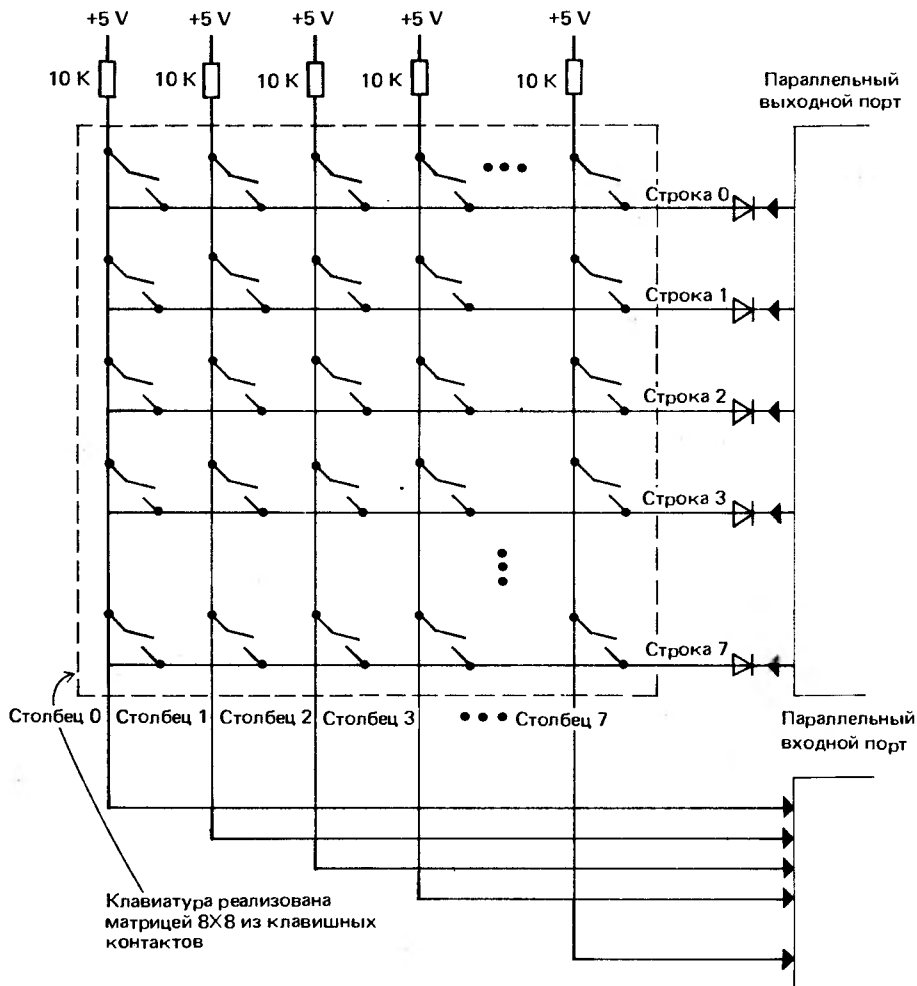 +5 V +5 V +5 V +5 V +5 V
10 К 10 К 10 К 10 К 10 К
Параллельный
выходной порт
Строка 0
Строка 1
Строка 2
Строка 3
Строка 7
Столбец 0 Столбец 1 Столбец 2 Столбец 3 ••• Столбец 7
Параллельный
входной порт
Клавиатура реализована
матрицей 8X8 из клавишных
контактов